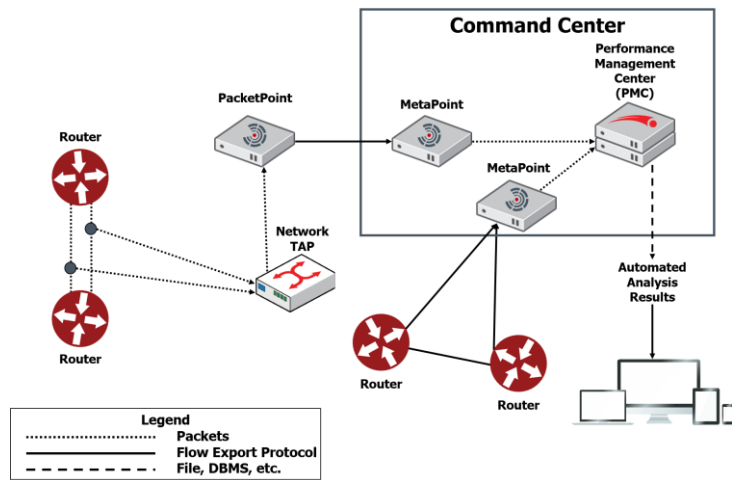 Command Center
Performance
Management
Center
(PMC)
PacketPoint
MetaPoint
Router
MetaPoint
Network
TAP
Automated
Analysis
Results
Router
Router
Router
Legend
Packets
Flow Export Protocol
File, DBMS, etc.